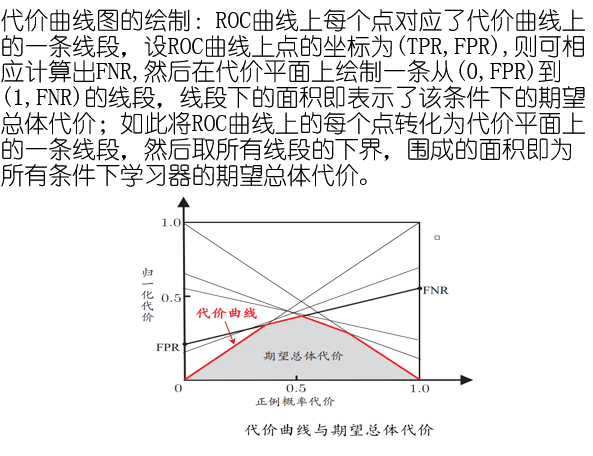 代价曲线图的绘制：ROC曲线上每个点对应了代价曲线上
的一条线段，设ROC曲线上点的坐标为(TPR,FPR),则可相
应计算出FNR,然后在代价平面上绘制一条从(0,FPR)到
(1,FNR)的线段，线段下的面积即表示了该条件下的期望
总体代价；如此将ROC曲线上的每个点转化为代价平面上
的一条线段，然后取所有线段的下界，围成的面积即为
所有条件下学习器的期望总体代价。
1.0
归一化代价
0.5
FNR
代价曲线
FPR
期望总体代价
0
0.5
1.0
正例概率代价
代价曲线与期望总体代价